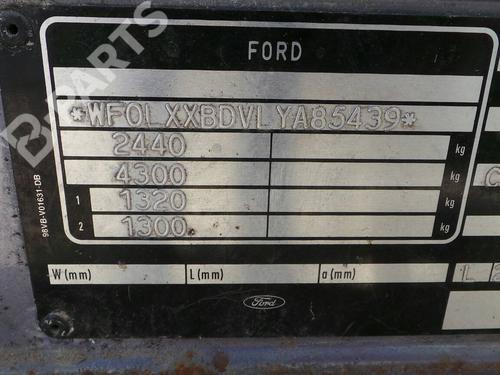 B-PARTS
FORD
*WF0LXXBDVLYA85439*
2440 kg
4300 kg
1 1320 kg
2 1300 kg
98VB-V01631-DB
W (mm) L (mm) a (mm)
Ford